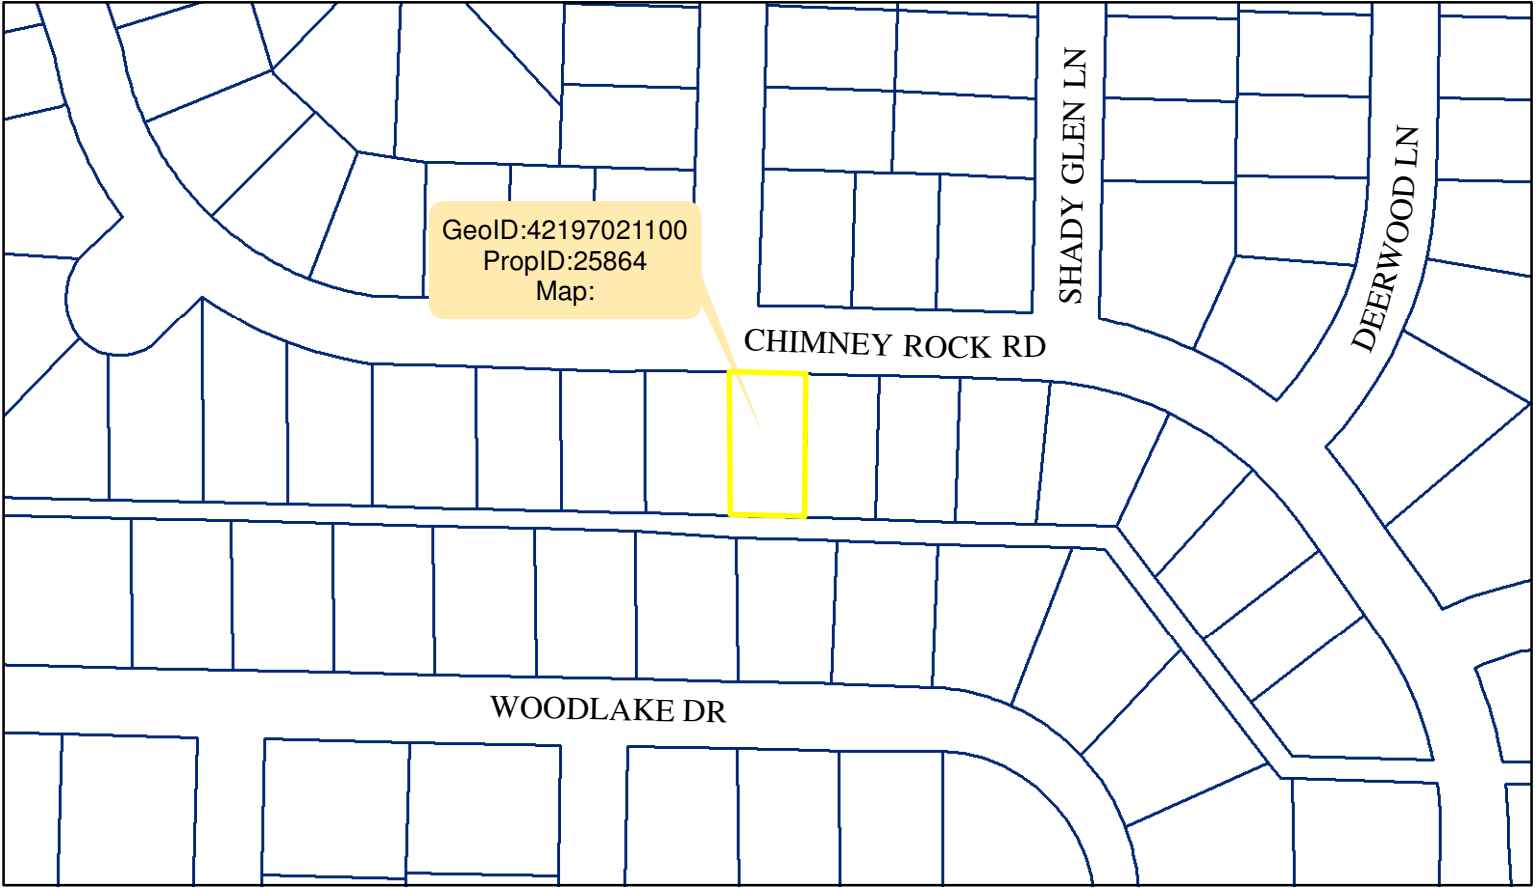 SHADY GLEN LN
DEERWOOD LN
GeoID:42197021100
PropID:25864
Map:
CHIMNEY ROCK RD
WOODLAKE DR